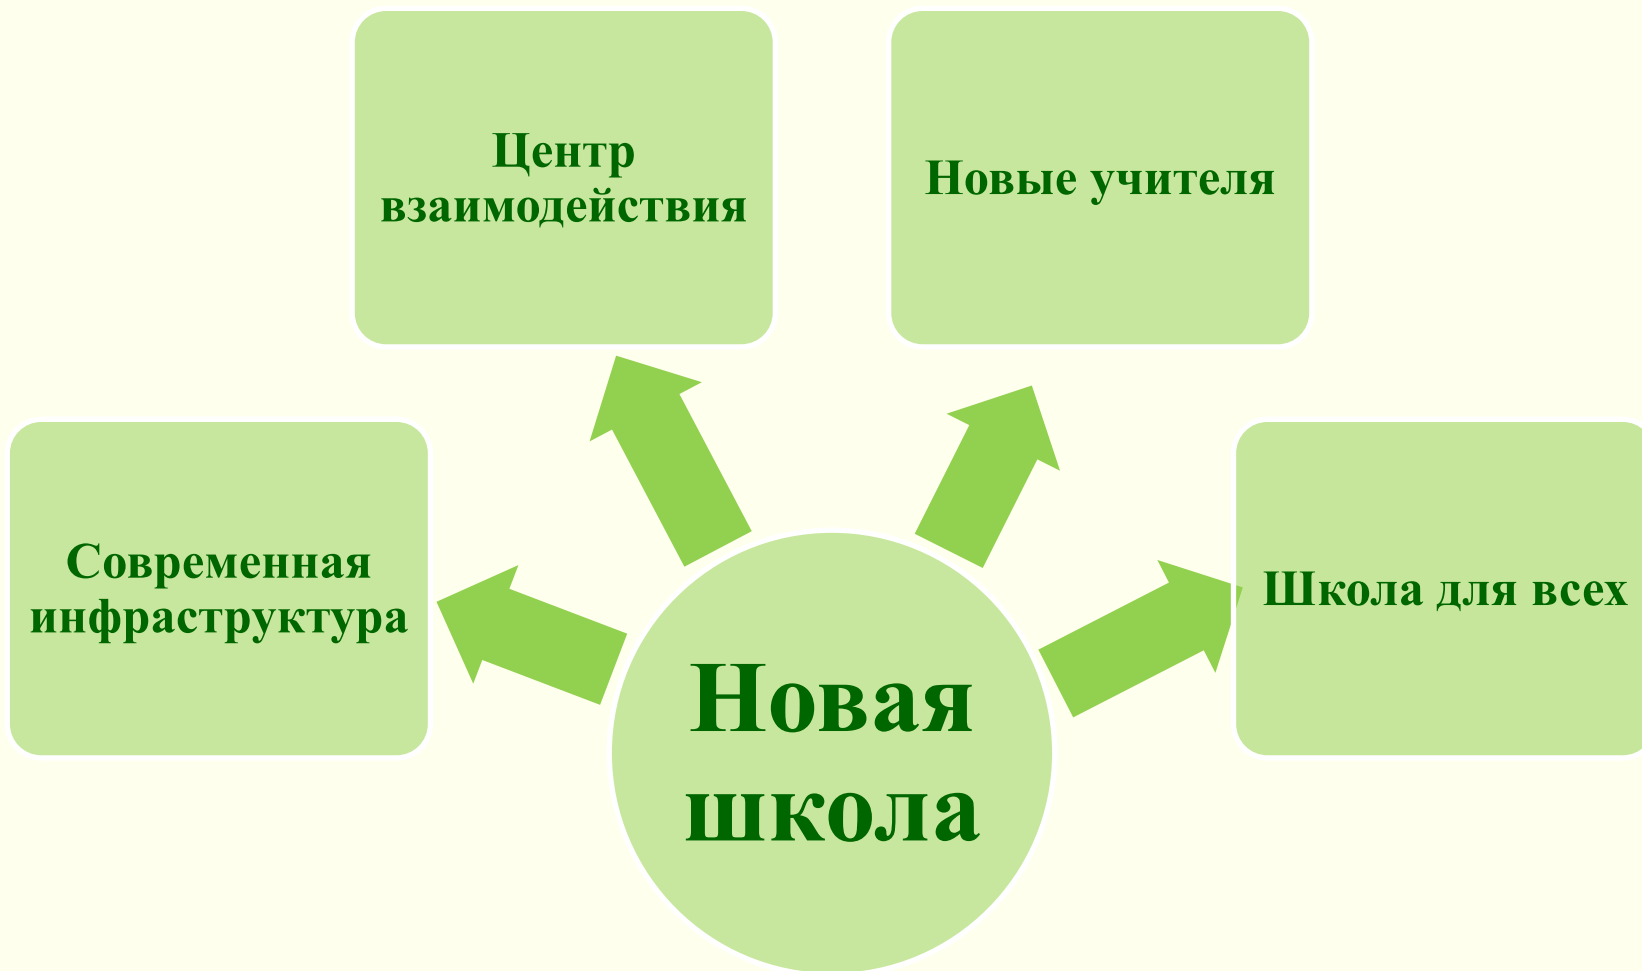 Центр
взаимодействия
Новые учителя
Современная
инфраструктура
Школа для всех
Новая
школа